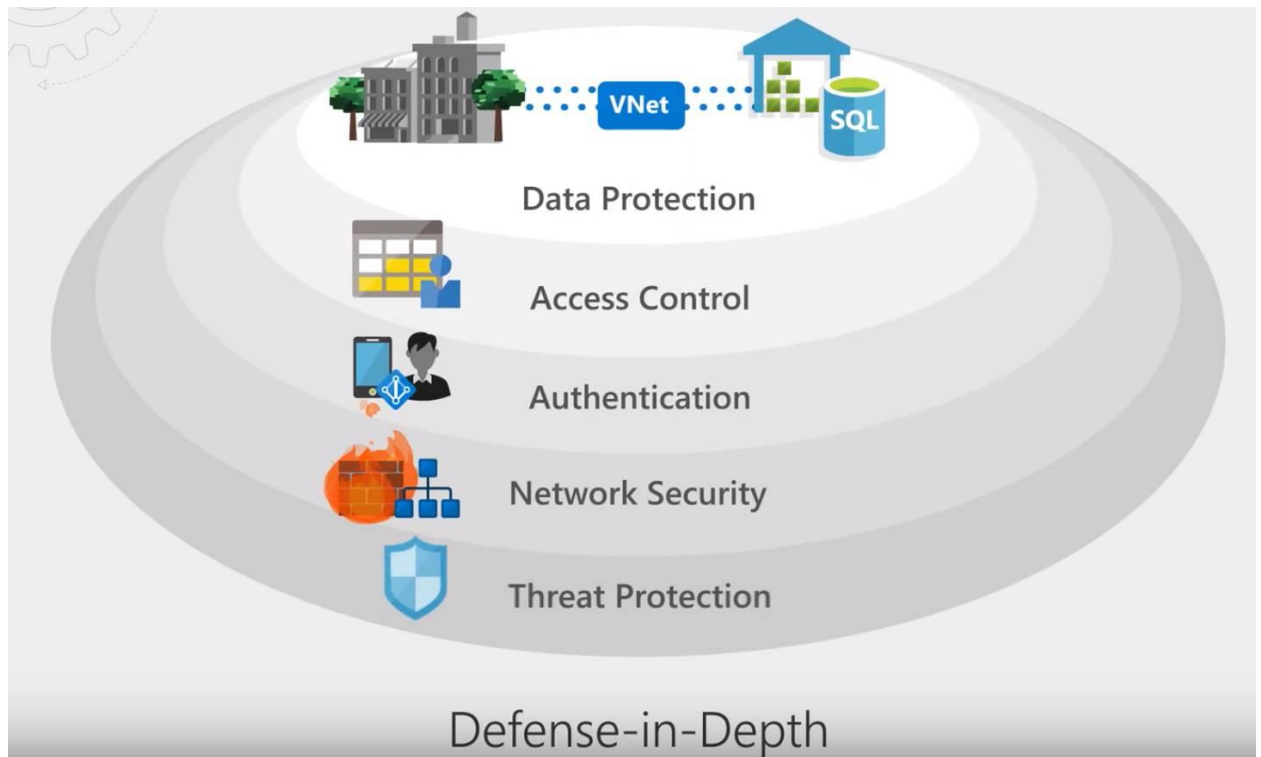 VNet
SQL
Data Protection
Access Control
Authentication
Network Security
Threat Protection
Defense-in-Depth